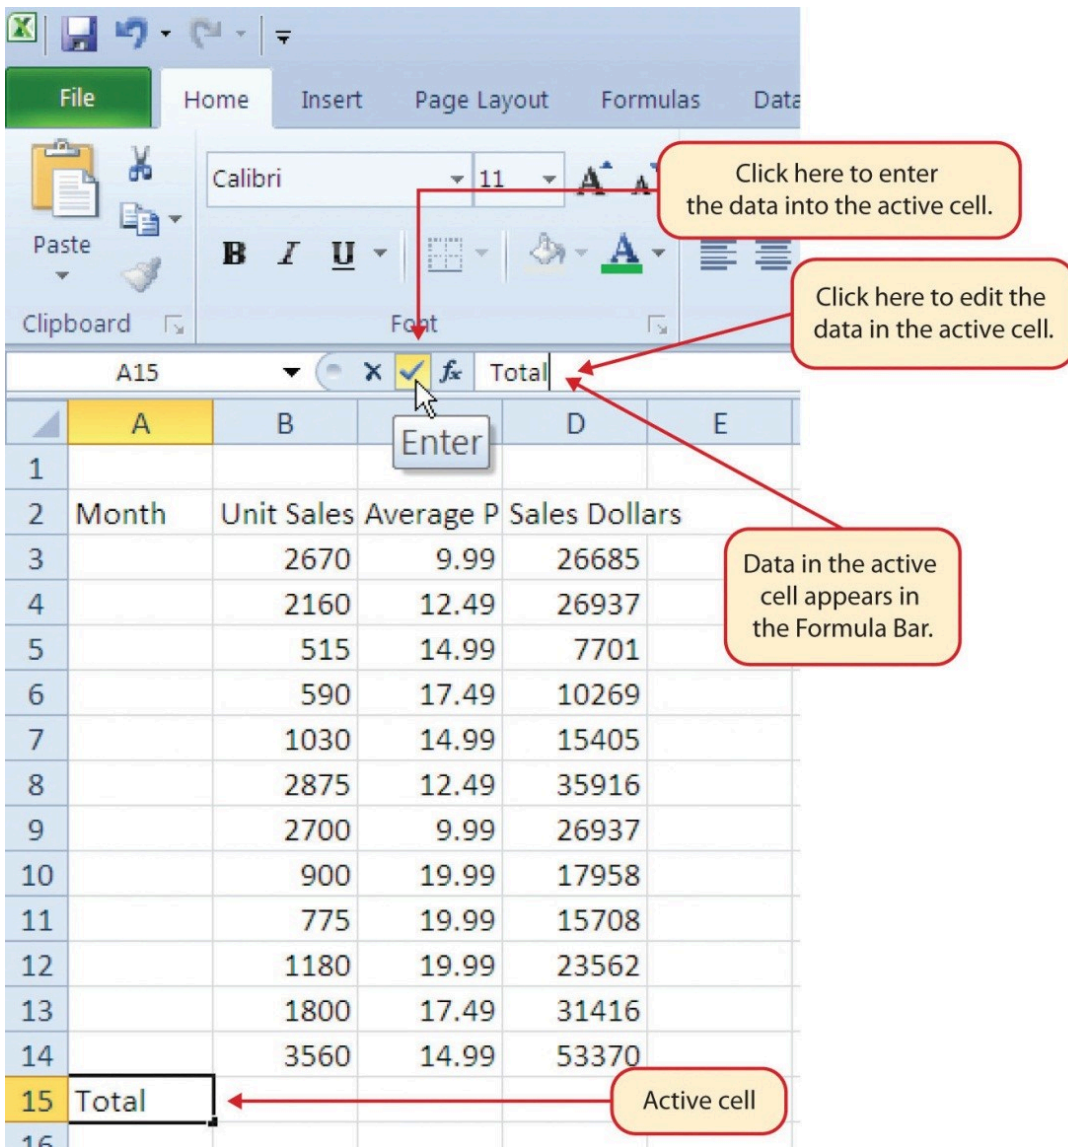 File Home Insert Page Layout Formulas Data
Click here to enter
the data into the active cell.
Calibri 11 A A
Paste
B I U A
Click here to edit the
data in the active cell.
Clipboard Font
A15 fx Total
A B D E
Enter
1
2 Month Unit Sales Average P Sales Dollars
3 2670 9.99 26685
Data in the active
cell appears in
the Formula Bar.
4 2160 12.49 26937
5 515 14.99 7701
6 590 17.49 10269
7 1030 14.99 15405
8 2875 12.49 35916
9 2700 9.99 26937
10 900 19.99 17958
11 775 19.99 15708
12 1180 19.99 23562
13 1800 17.49 31416
14 3560 14.99 53370
15 Total
Active cell
16